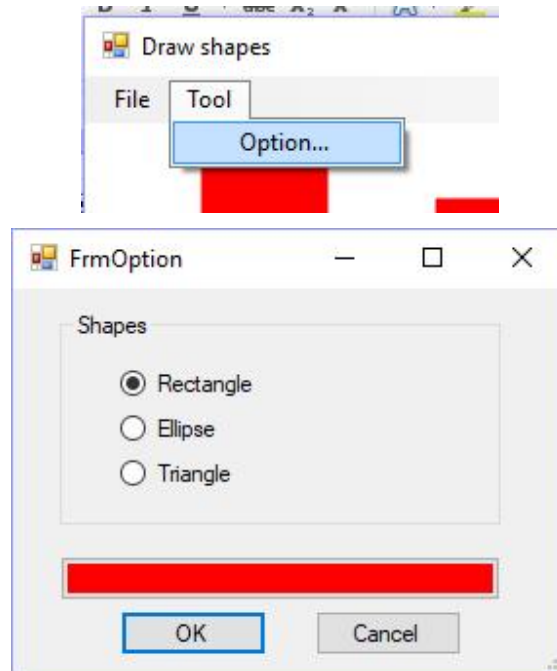 Draw shapes
File Tool
Option...
FrmOption
Shapes
Rectangle
Ellipse
Triangle
OK Cancel